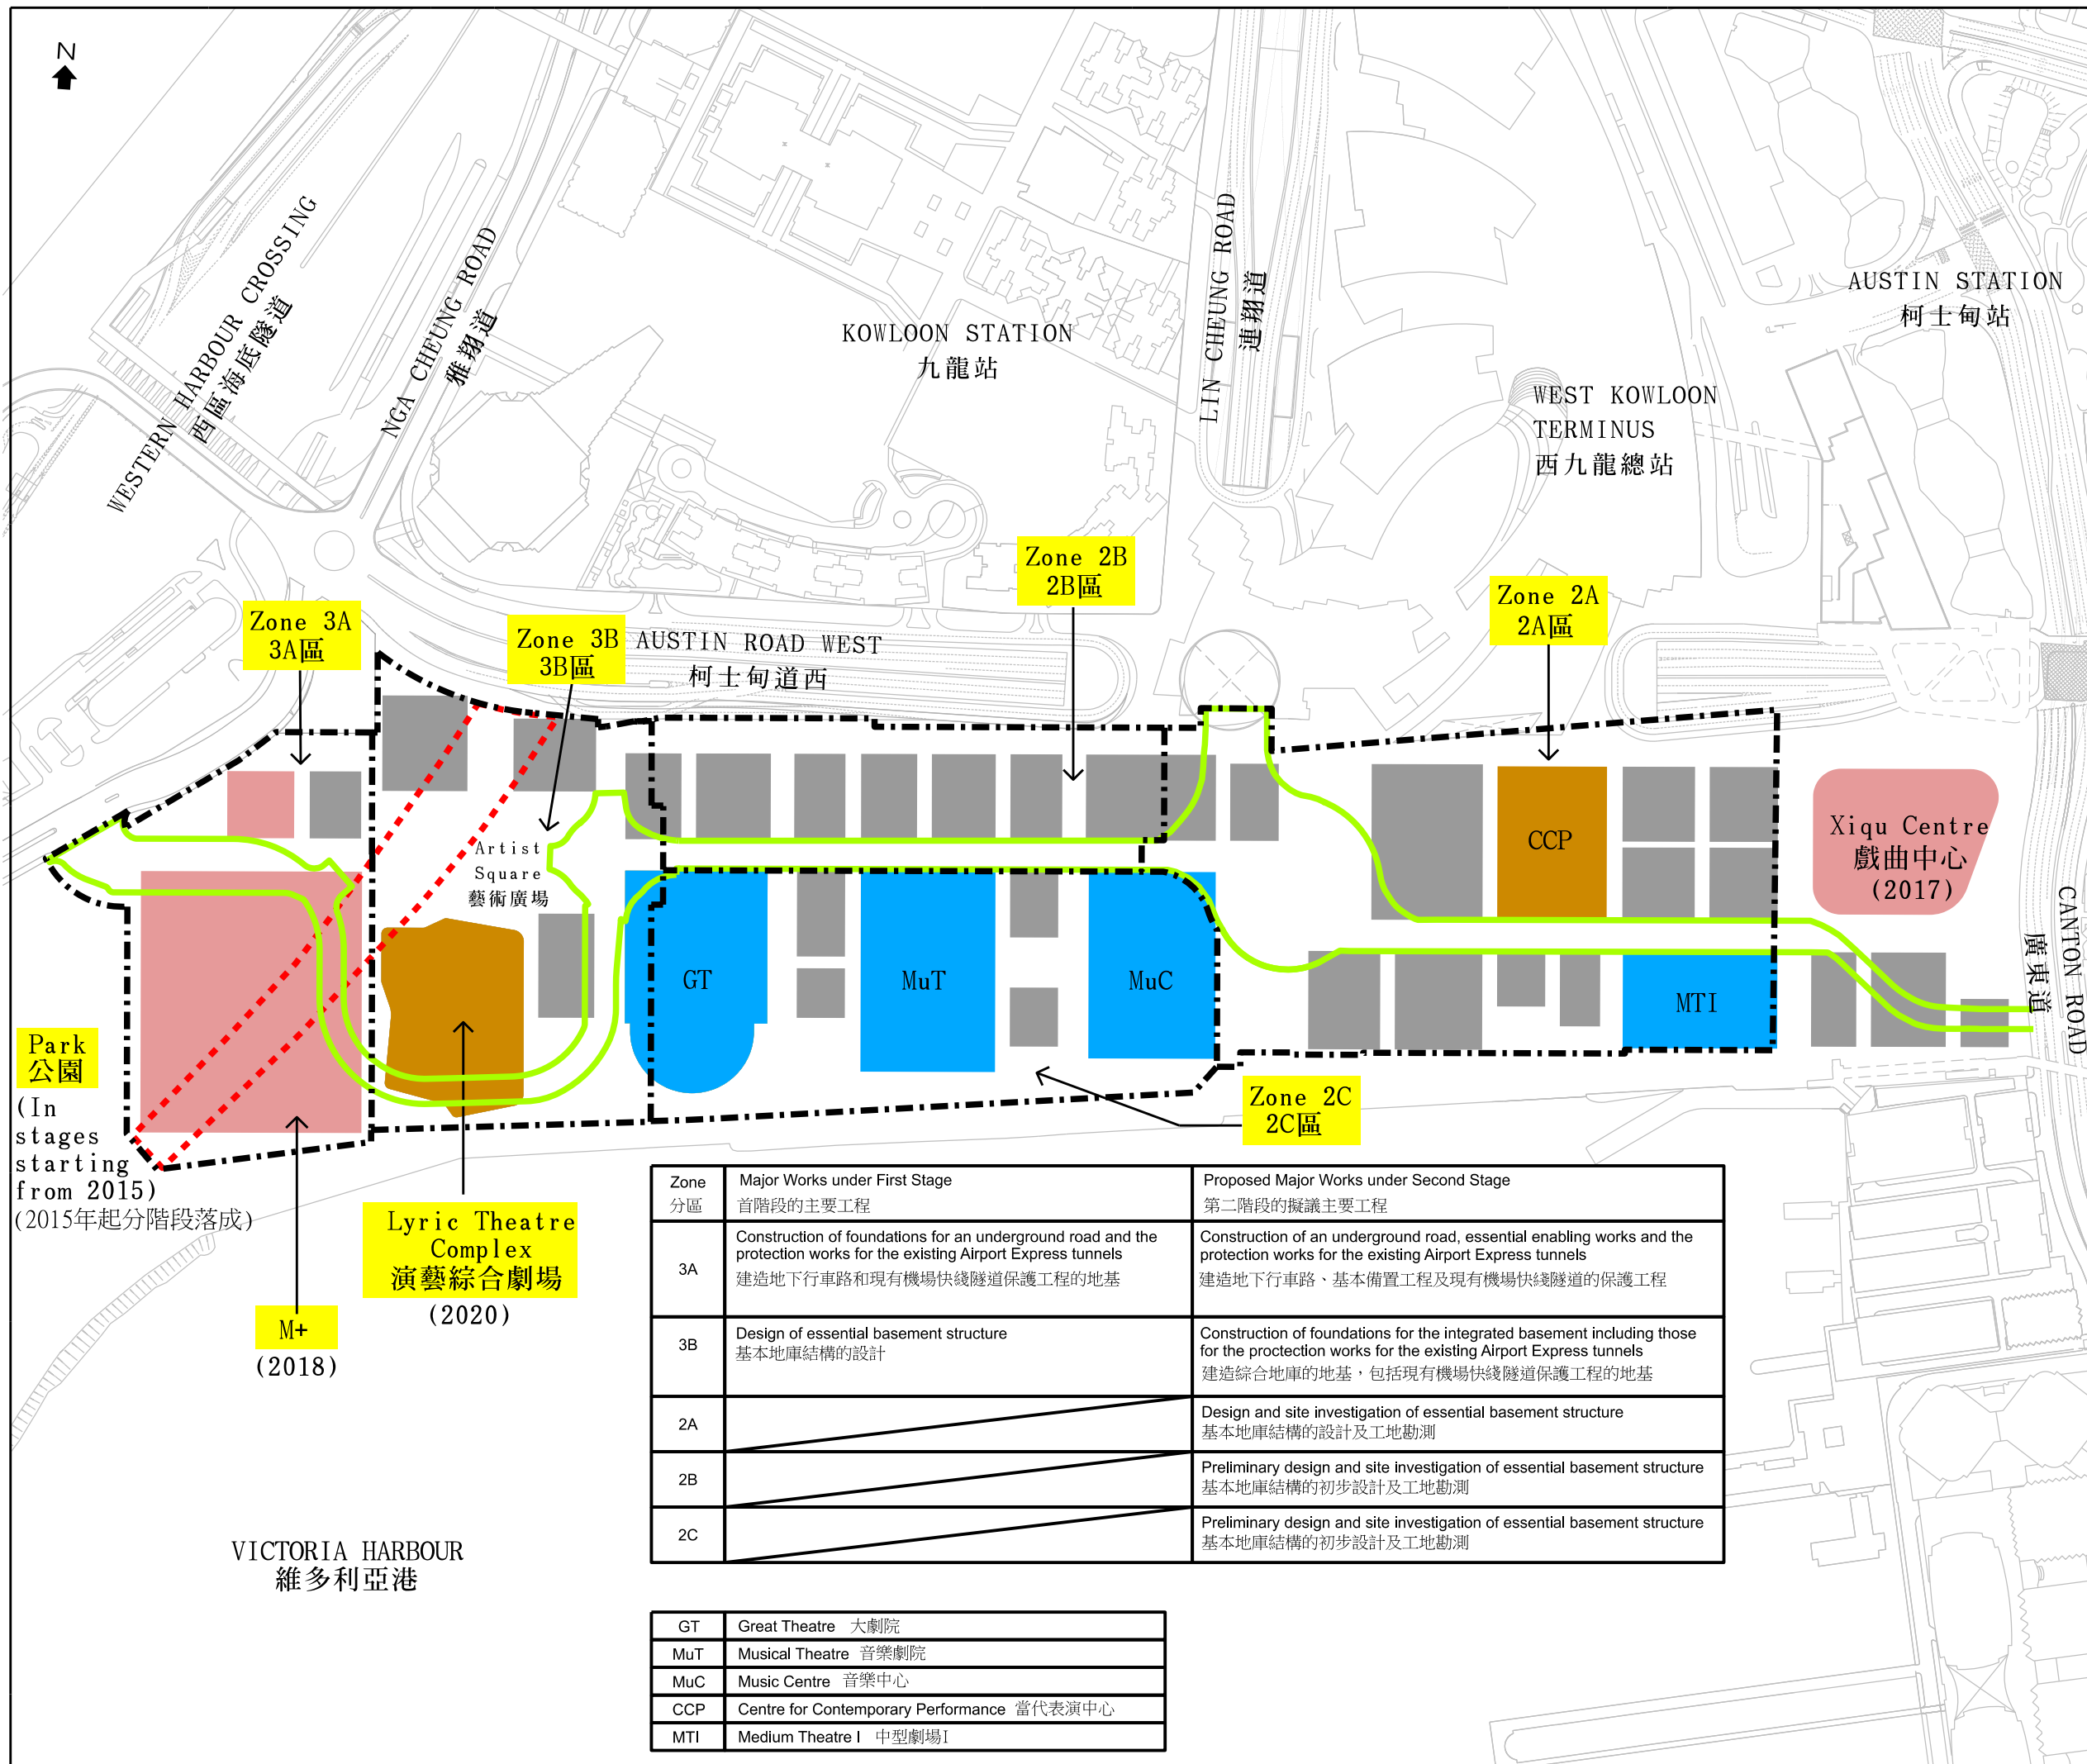 N
WESTERN HARBOUR CROSSING
西區海底隧道
NGA CHEUNG ROAD
雅翔道
KOWLOON STATION
九龍站
LIN CHEUNG ROAD
連翔道
AUSTIN STATION
柯士甸站
WEST KOWLOON
TERMINUS
西九龍總站
Zone 3A
3A區
Zone 3B
3B區
AUSTIN ROAD WEST
柯士甸道西
Zone 2B
2B區
Zone 2A
2A區
Artist
Square
藝術廣場
CCP
Xiqu Centre
戲曲中心
(2017)
CANTON ROAD
廣東道
GT
MuT
MuC
MTI
Park
公園
(In
stages
starting
from 2015)
(2015年起分階段落成)
Zone 2C
2C區
Lyric Theatre
Complex
演藝綜合劇場
(2020)
M+
(2018)
VICTORIA HARBOUR
維多利亞港
Zone Major Works under First Stage Proposed Major Works under Second Stage
分區 首階段的主要工程 第二階段的擬議主要工程
3A
Construction of foundations for an underground road and the
protection works for the existing Airport Express tunnels
建造地下行車路和現有機場快綫隧道保護工程的地基
Construction of an underground road, essential enabling works and the
protection works for the existing Airport Express tunnels
建造地下行車路、基本備置工程及現有機場快綫隧道的保護工程
3B
Design of essential basement structure
基本地庫結構的設計
Construction of foundations for the integrated basement including those
for the proctection works for the existing Airport Express tunnels
建造綜合地庫的地基，包括現有機場快綫隧道保護工程的地基
2A
Design and site investigation of essential basement structure
基本地庫結構的設計及工地勘測
2B
Preliminary design and site investigation of essential basement structure
基本地庫結構的初步設計及工地勘測
2C
Preliminary design and site investigation of essential basement structure
基本地庫結構的初步設計及工地勘測
GT Great Theatre 大劇院
MuT Musical Theatre 音樂劇院
MuC Music Centre 音樂中心
CCP Centre for Contemporary Performance 當代表演中心
MTI Medium Theatre I 中型劇場I